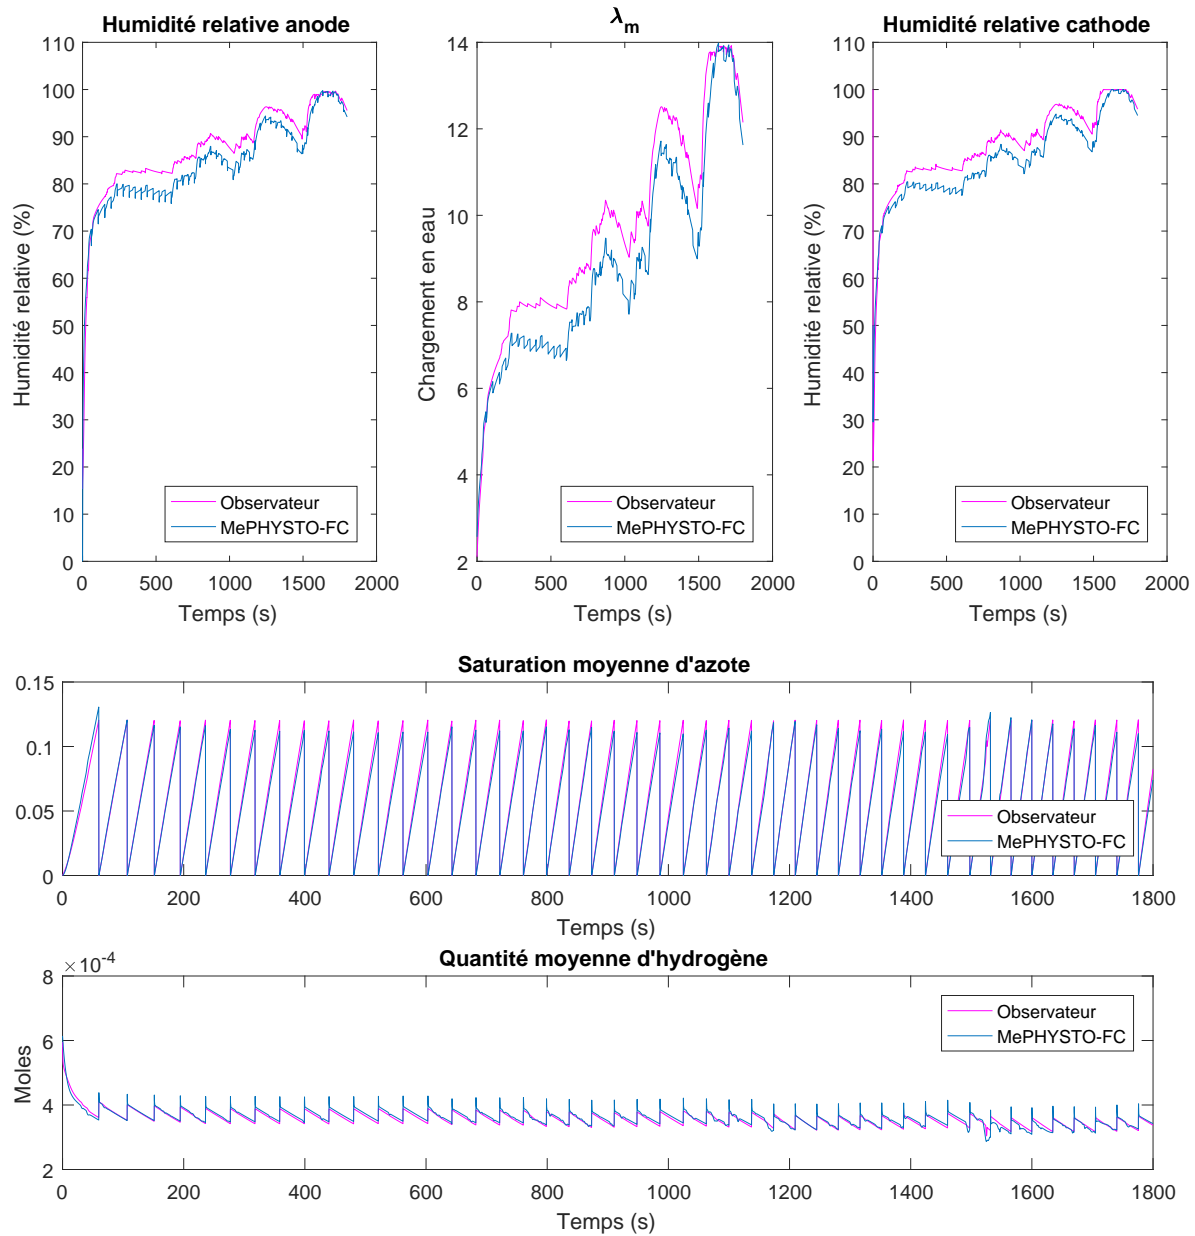 Humidité relative anode
Humidité relative (%)
110
100
90
80
70
60
50
40
30
20
10
0
0 500 1000 1500 2000
Temps (s)
Observateur
MePHYSTO-FC
λm
Chargement en eau
14
12
10
8
6
4
2
0 500 1000 1500 2000
Temps (s)
Observateur
MePHYSTO-FC
Humidité relative cathode
Humidité relative (%)
110
100
90
80
70
60
50
40
30
20
10
0
0 500 1000 1500 2000
Temps (s)
Observateur
MePHYSTO-FC
Saturation moyenne d'azote
0.15
0.1
0.05
0
0 200 400 600 800 1000 1200 1400 1600 1800
Temps (s)
Observateur
MePHYSTO-FC
Quantité moyenne d'hydrogène
×10-4
Moles
8
6
4
2
0 200 400 600 800 1000 1200 1400 1600 1800
Temps (s)
Observateur
MePHYSTO-FC